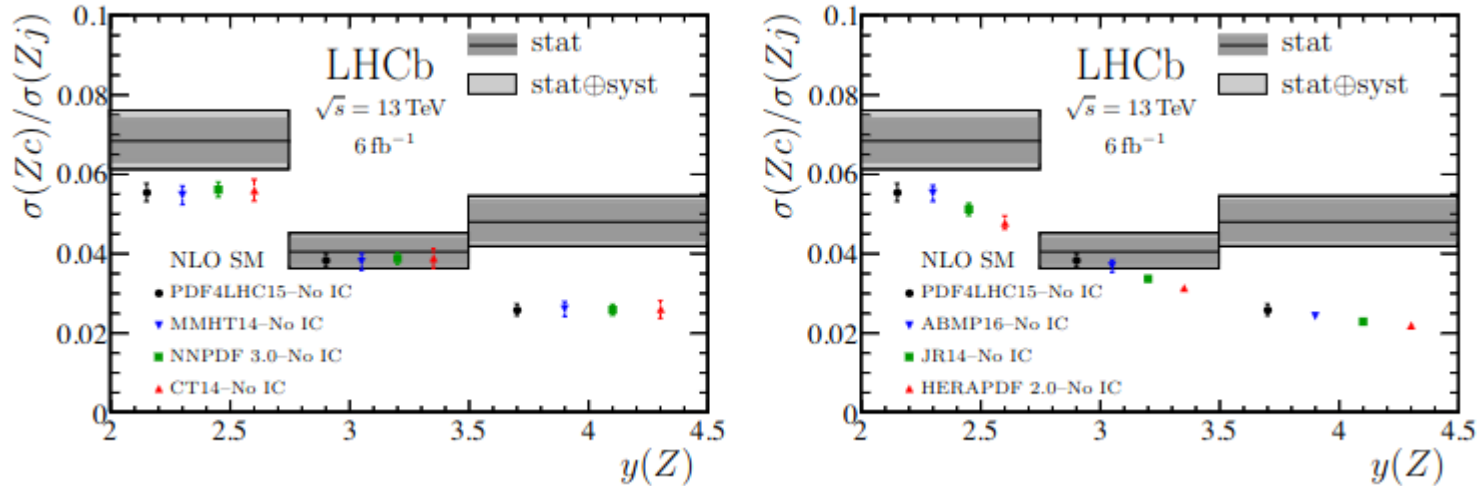 σ(Zc)/σ(Zj)
0.1
0.08
0.06
0.04
0.02
0
LHCb
√s = 13 TeV
6 fb⁻¹
stat
stat⊕syst
NLO SM
PDF4LHC15–No IC
MMHT14–No IC
NNPDF 3.0–No IC
CT14–No IC
2 2.5 3 3.5 4 4.5
y(Z)
σ(Zc)/σ(Zj)
0.1
0.08
0.06
0.04
0.02
0
LHCb
√s = 13 TeV
6 fb⁻¹
stat
stat⊕syst
NLO SM
PDF4LHC15–No IC
ABMP16–No IC
JR14–No IC
HERAPDF 2.0–No IC
2 2.5 3 3.5 4 4.5
y(Z)